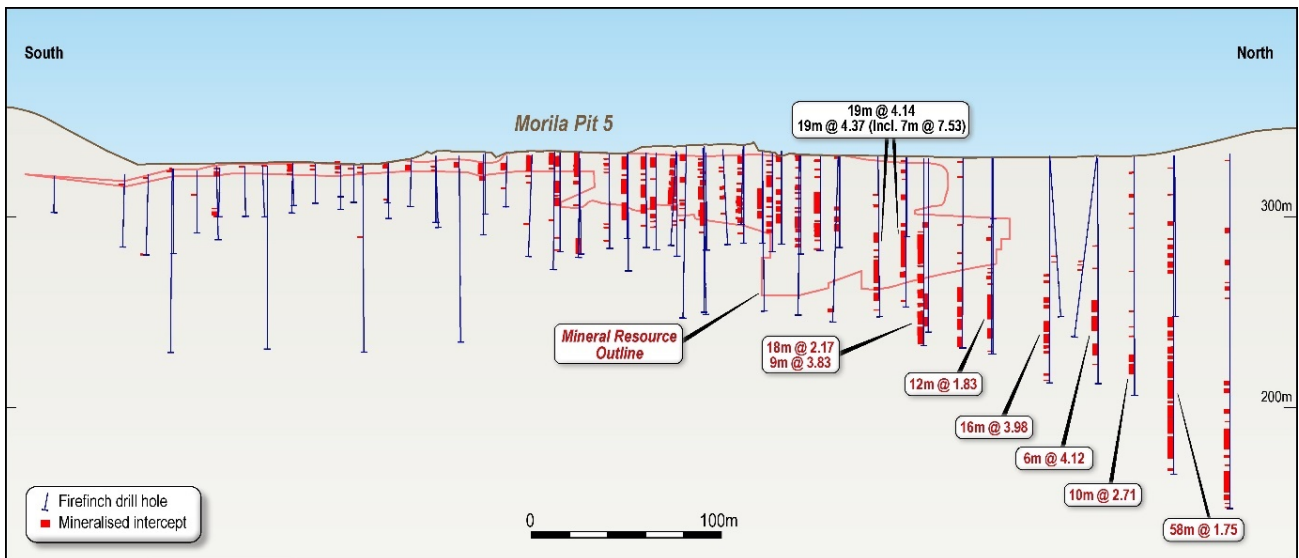 South
North
Morila Pit 5
19m @ 4.14
19m @ 4.37 (Incl. 7m @ 7.53)
300m
Mineral Resource
Outline
18m @ 2.17
9m @ 3.83
12m @ 1.83
200m
16m @ 3.98
6m @ 4.12
10m @ 2.71
58m @ 1.75
Firefinch drill hole
Mineralised intercept
0 100m